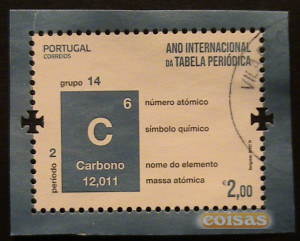 PORTUGAL
CORREIOS
ANO INTERNACIONAL
DA TABELA PERIÓDICA
grupo 14
6
número atómico
C
símbolo químico
período 2
Carbono
nome do elemento
12,011
massa atómica
€2,00
VIL
coisas